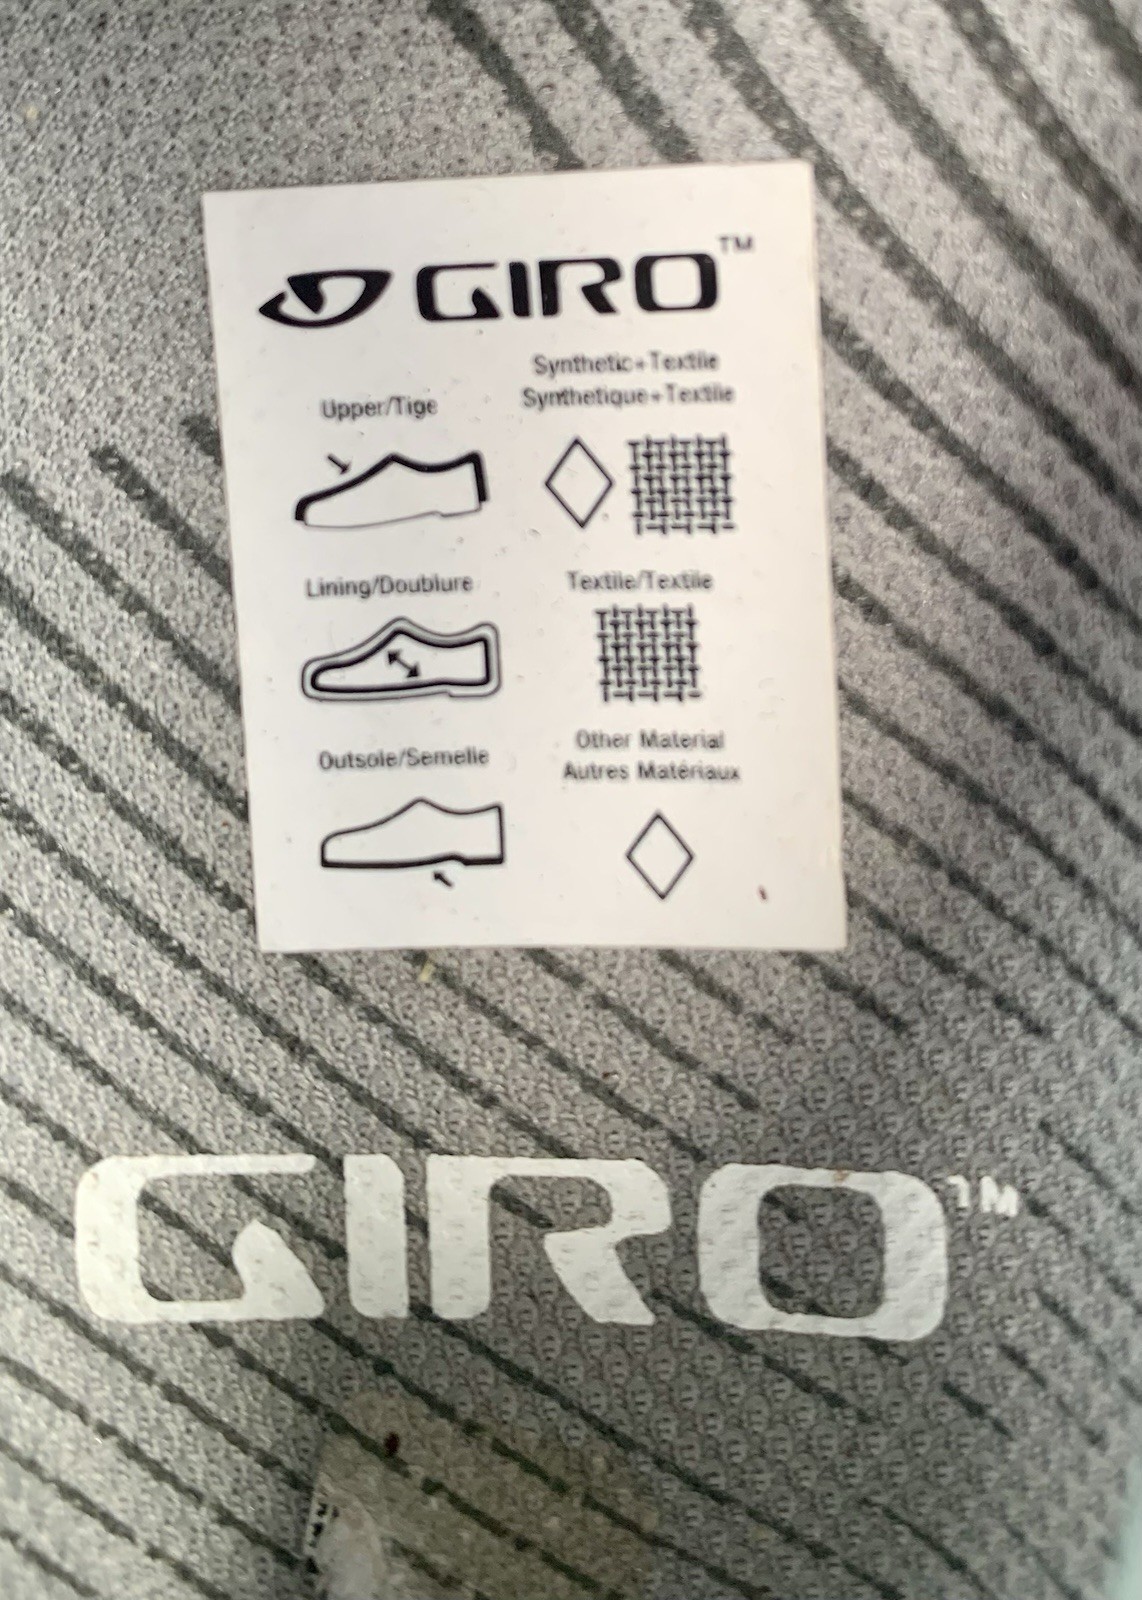 GIRO™
Synthetic+Textile
Synthetique+Textile
Upper/Tige
Lining/Doublure
Textile/Textile
Outsole/Semelle
Other Material
Autres Matériaux
GIRO™